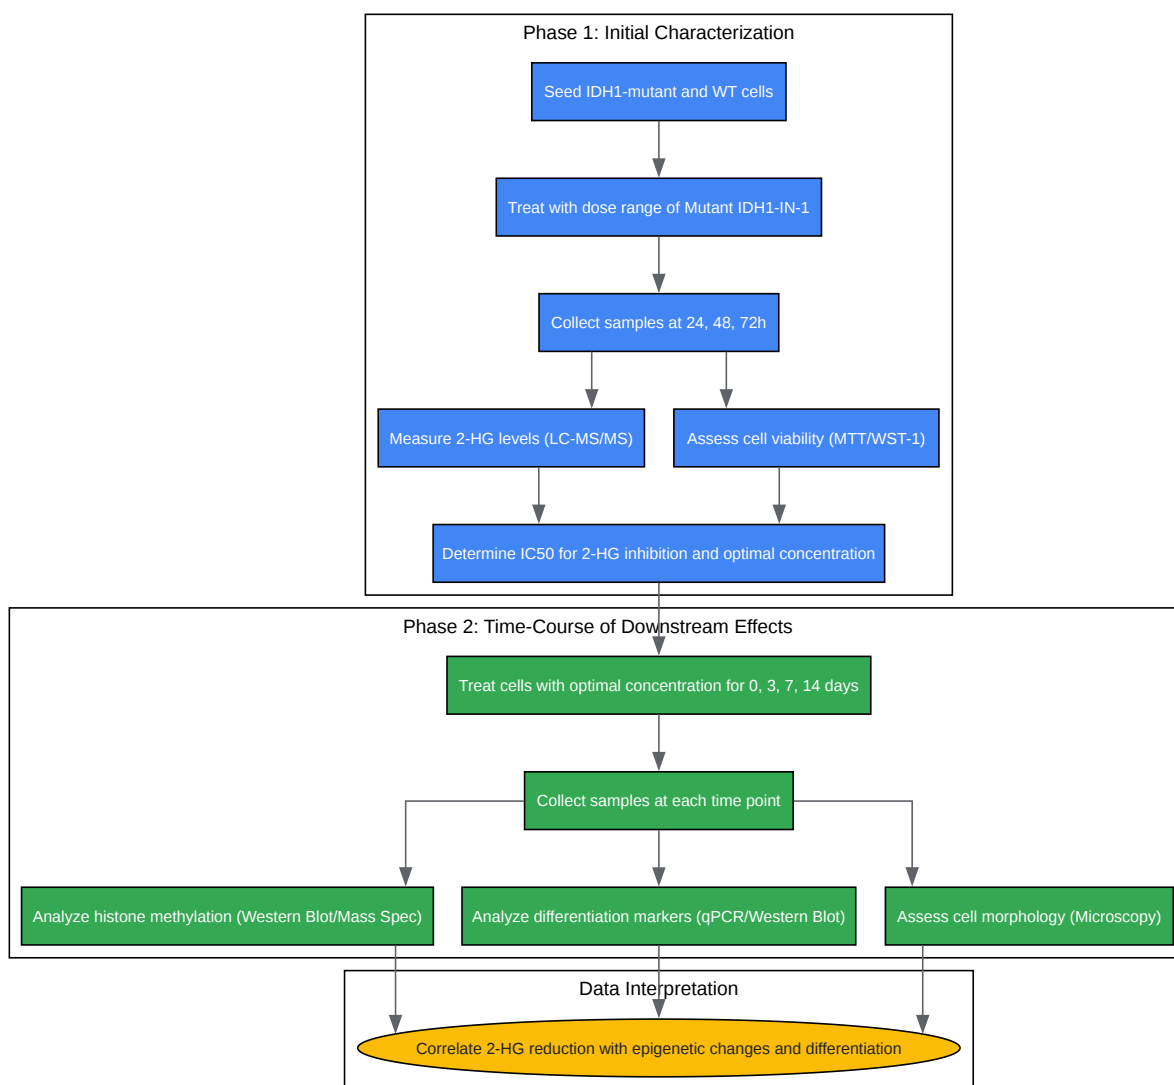 Phase 1: Initial Characterization
Seed IDH1-mutant and WT cells
Treat with dose range of Mutant IDH1-IN-1
Collect samples at 24, 48, 72h
Measure 2-HG levels (LC-MS/MS)
Assess cell viability (MTT/WST-1)
Determine IC50 for 2-HG inhibition and optimal concentration
Phase 2: Time-Course of Downstream Effects
Treat cells with optimal concentration for 0, 3, 7, 14 days
Collect samples at each time point
Analyze histone methylation (Western Blot/Mass Spec)
Analyze differentiation markers (qPCR/Western Blot)
Assess cell morphology (Microscopy)
Data Interpretation
Correlate 2-HG reduction with epigenetic changes and differentiation